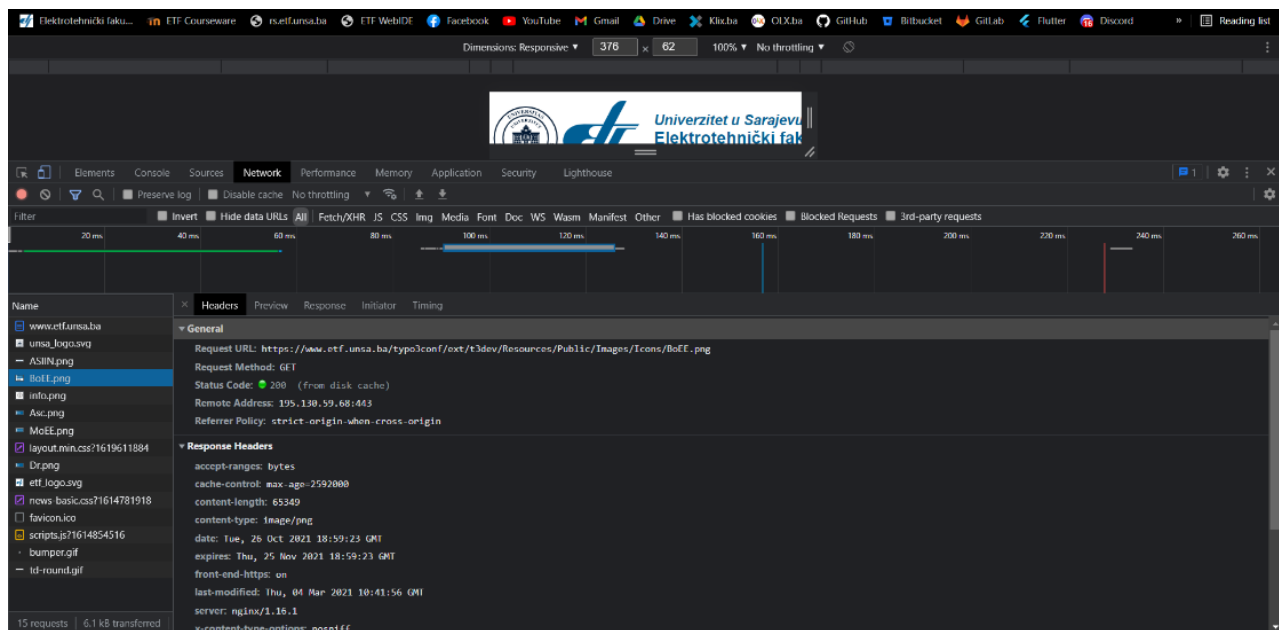 Elektrotehnički faku... ETF Courseware rs.etf.unsa.ba ETF WebIDE Facebook YouTube Gmail Drive Klix.ba OLX.ba GitHub Bitbucket GitLab Flutter Discord » Reading list
Dimensions: Responsive ▼ 376 × 62 100% ▼ No throttling ▼
Univerzitet u Sarajevu
Elektrotehnički fak
Elements Console Sources Network Performance Memory Application Security Lighthouse 1
Preserve log Disable cache No throttling ▼
Filter Invert Hide data URLs All Fetch/XHR JS CSS Img Media Font Doc WS Wasm Manifest Other Has blocked cookies Blocked Requests 3rd-party requests
20 ms 40 ms 60 ms 80 ms 100 ms 120 ms 140 ms 160 ms 180 ms 200 ms 220 ms 240 ms 260 ms
Name
www.etf.unsa.ba
unsa_logo.svg
ASIIN.png
BoEE.png
info.png
Asc.png
MoEE.png
layout.min.css?1619611884
Dr.png
etf_logo.svg
news-basic.css?1614781918
favicon.ico
scripts.js?1614854516
bumper.gif
td-round.gif
15 requests 6.1 kB transferred
× Headers Preview Response Initiator Timing
▼ General
Request URL: https://www.etf.unsa.ba/typo3conf/ext/t3dev/Resources/Public/Images/Icons/BoEE.png
Request Method: GET
Status Code: 200 (from disk cache)
Remote Address: 195.130.59.68:443
Referrer Policy: strict-origin-when-cross-origin
▼ Response Headers
accept-ranges: bytes
cache-control: max-age=2592000
content-length: 65349
content-type: image/png
date: Tue, 26 Oct 2021 18:59:23 GMT
expires: Thu, 25 Nov 2021 18:59:23 GMT
front-end-https: on
last-modified: Thu, 04 Mar 2021 10:41:56 GMT
server: nginx/1.16.1
x-content-type-options: nosniff